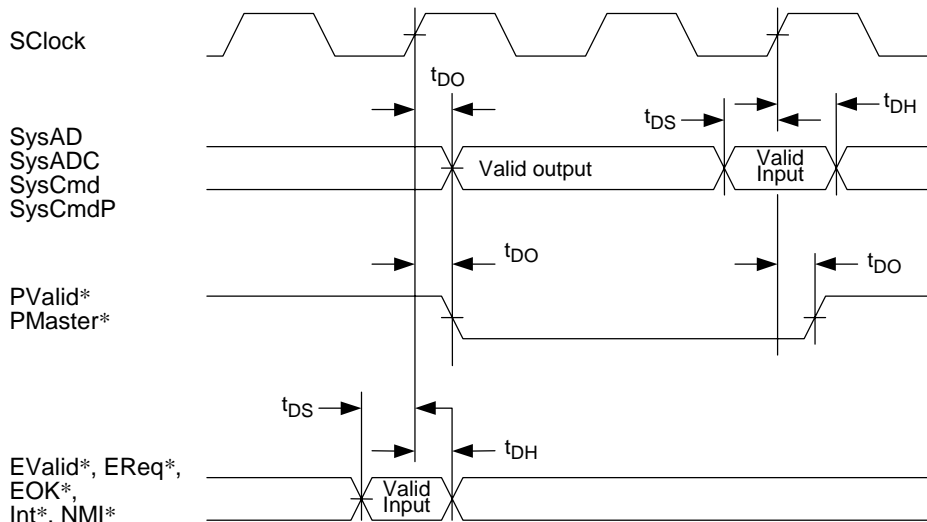 SClock
tDO
tDS
tDH
SysAD
SysADC
SysCmd
SysCmdP
Valid output
Valid
Input
tDO
tDO
PValid*
PMaster*
tDS
tDH
EValid*, EReq*,
EOK*,
Int*, NMI*
Valid
Input